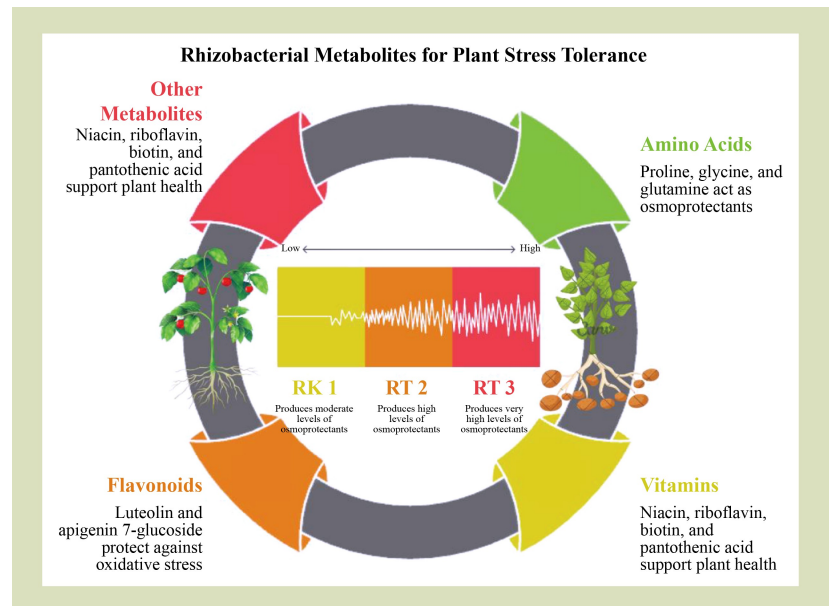 Rhizobacterial Metabolites for Plant Stress Tolerance
Other
Metabolites
Niacin, riboflavin,
biotin, and
pantothenic acid
support plant health
Amino Acids
Proline, glycine, and
glutamine act as
osmoprotectants
Low
High
RK 1
Produces moderate
levels of
osmoprotectants
RT 2
Produces high
levels of
osmoprotectants
RT 3
Produces very
high levels of
osmoprotectants
Flavonoids
Luteolin and
apigenin 7-glucoside
protect against
oxidative stress
Vitamins
Niacin, riboflavin,
biotin, and
pantothenic acid
support plant health